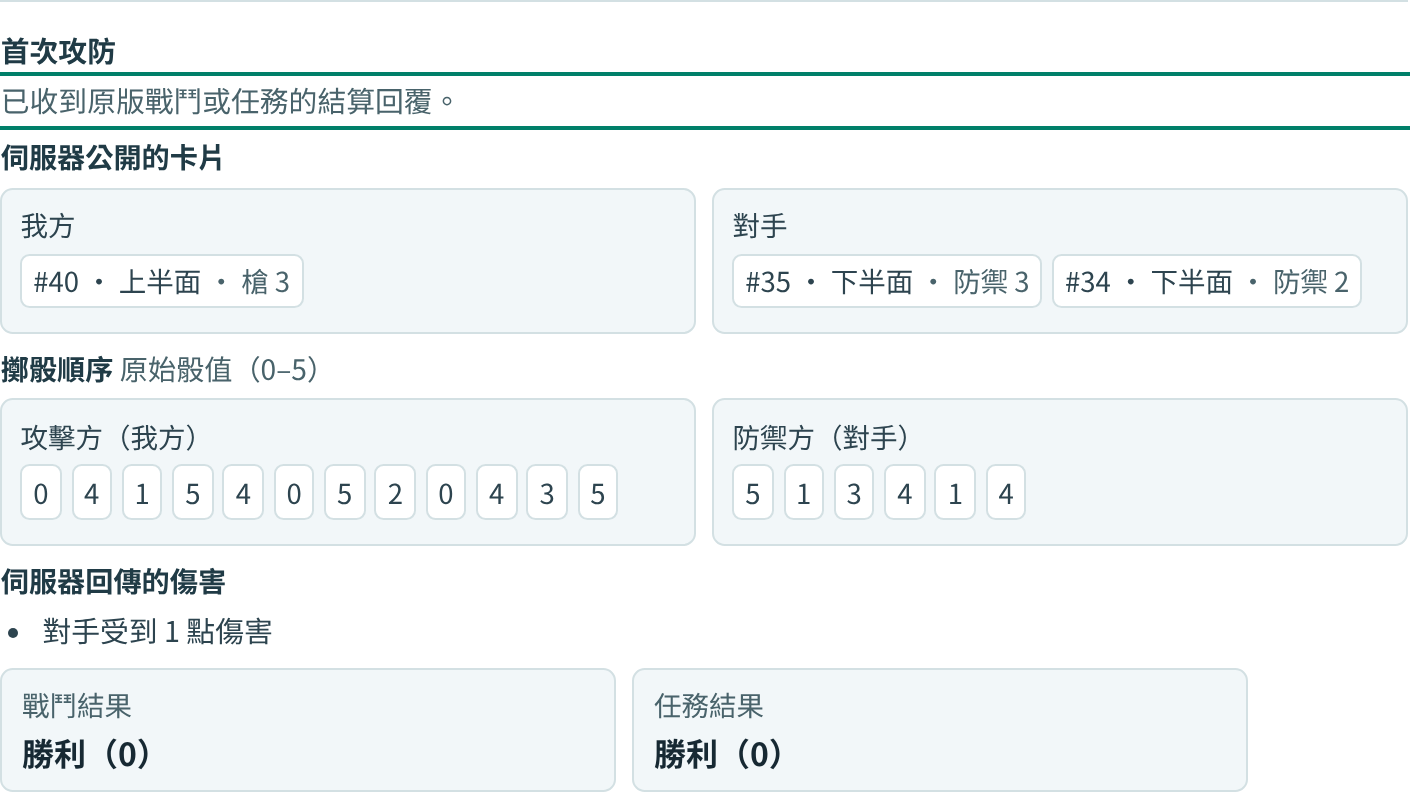 首次攻防
已收到原版戰鬥或任務的結算回覆。
伺服器公開的卡片
我方
#40 · 上半面 · 槍 3
對手
#35 · 下半面 · 防禦 3
#34 · 下半面 · 防禦 2
擲骰順序 原始骰值（0–5）
攻擊方（我方）
0 4 1 5 4 0 5 2 0 4 3 5
防禦方（對手）
5 1 3 4 1 4
伺服器回傳的傷害
• 對手受到 1 點傷害
戰鬥結果
勝利（0）
任務結果
勝利（0）